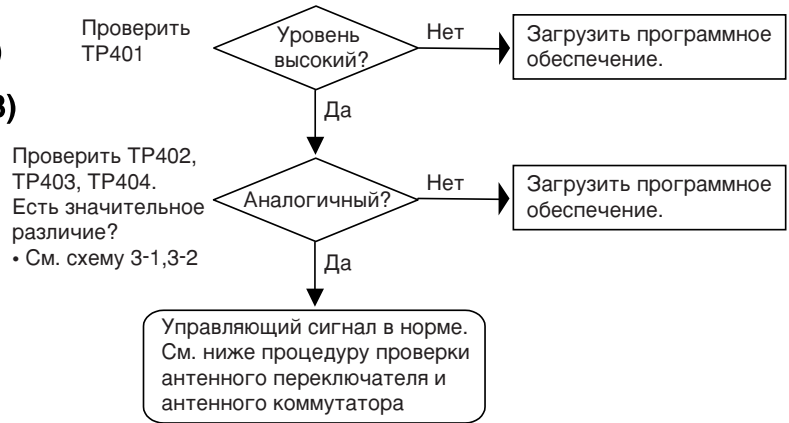 Проверить
TP401
Уровень
высокий?
Нет
Загрузить программное
обеспечение.
)
3)
Да
Проверить TP402,
TP403, TP404.
Есть значительное
различие?
• См. схему 3-1,3-2
Аналогичный?
Нет
Загрузить программное
обеспечение.
Да
Управляющий сигнал в норме.
См. ниже процедуру проверки
антенного переключателя и
антенного коммутатора